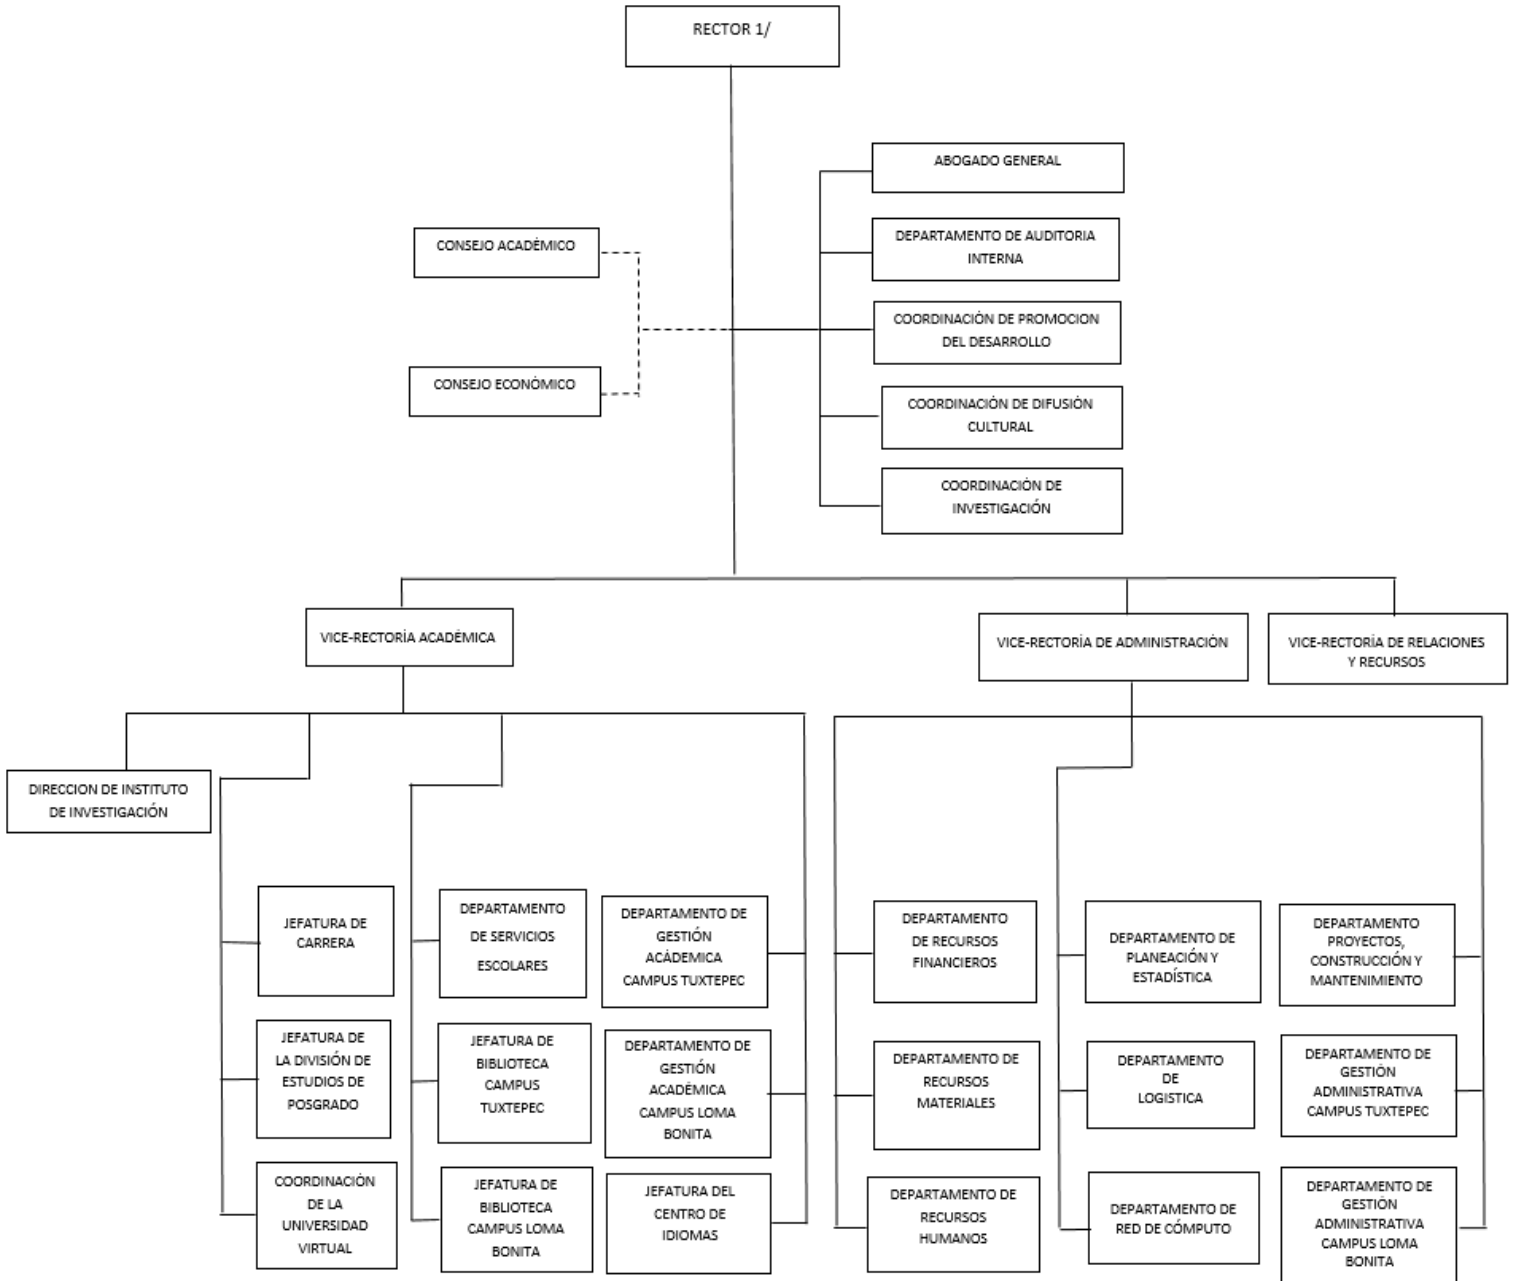 RECTOR 1/
ABOGADO GENERAL
DEPARTAMENTO DE AUDITORIA
INTERNA
CONSEJO ACADÉMICO
COORDINACIÓN DE PROMOCION
DEL DESARROLLO
CONSEJO ECONÓMICO
COORDINACIÓN DE DIFUSIÓN
CULTURAL
COORDINACIÓN DE
INVESTIGACIÓN
VICE-RECTORÍA ACADÉMICA
VICE-RECTORÍA DE ADMINISTRACIÓN
VICE-RECTORÍA DE RELACIONES
Y RECURSOS
DIRECCION DE INSTITUTO
DE INVESTIGACIÓN
JEFATURA DE
CARRERA
DEPARTAMENTO
DE SERVICIOS
ESCOLARES
DEPARTAMENTO DE
GESTIÓN
ACÁDEMICA
CAMPUS TUXTEPEC
DEPARTAMENTO
DE RECURSOS
FINANCIEROS
DEPARTAMENTO DE
PLANEACIÓN Y
ESTADÍSTICA
DEPARTAMENTO
PROYECTOS,
CONSTRUCCIÓN Y
MANTENIMIENTO
JEFATURA DE
LA DIVISIÓN DE
ESTUDIOS DE
POSGRADO
JEFATURA DE
BIBLIOTECA
CAMPUS
TUXTEPEC
DEPARTAMENTO DE
GESTIÓN
ACADÉMICA
CAMPUS LOMA
BONITA
DEPARTAMENTO DE
RECURSOS
MATERIALES
DEPARTAMENTO
DE
LOGISTICA
DEPARTAMENTO DE
GESTIÓN
ADMINISTRATIVA
CAMPUS TUXTEPEC
COORDINACIÓN
DE LA
UNIVERSIDAD
VIRTUAL
JEFATURA DE
BIBLIOTECA
CAMPUS LOMA
BONITA
JEFATURA DEL
CENTRO DE
IDIOMAS
DEPARTAMENTO DE
RECURSOS
HUMANOS
DEPARTAMENTO DE
RED DE CÓMPUTO
DEPARTAMENTO DE
GESTIÓN
ADMINISTRATIVA
CAMPUS LOMA
BONITA